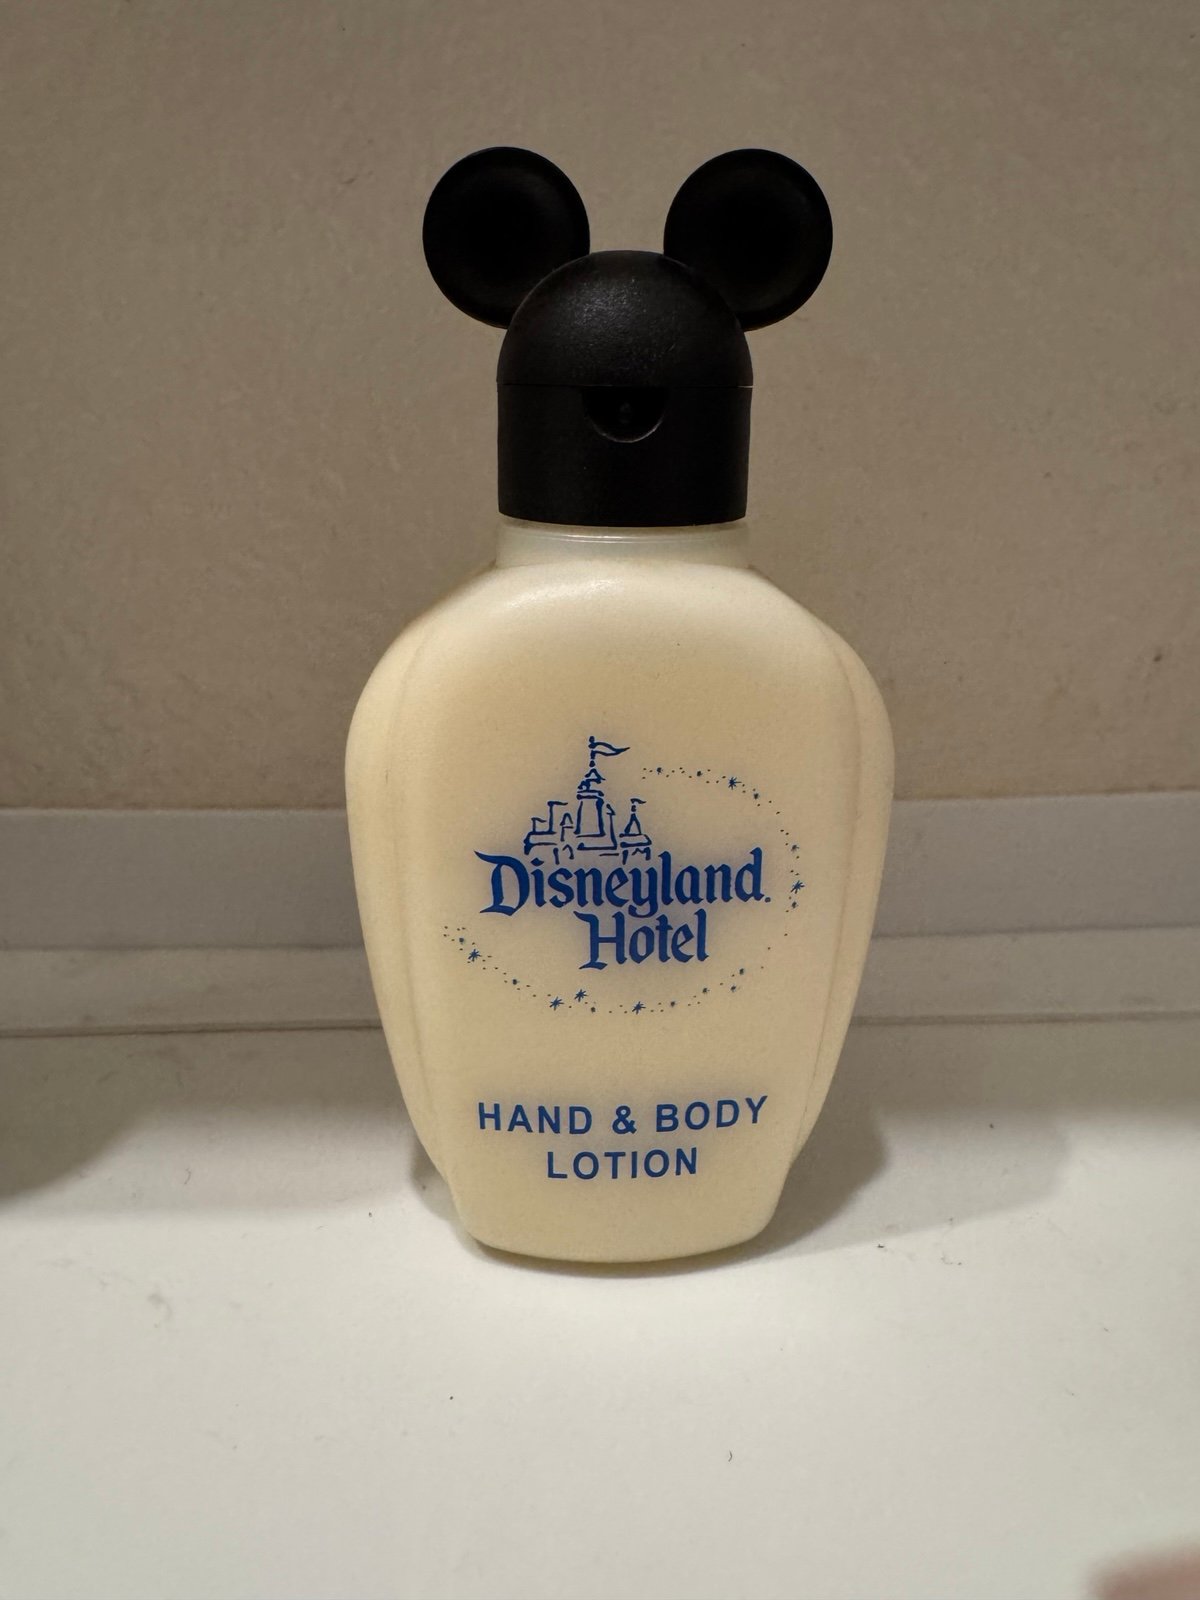 Disneyland
Hotel
HAND & BODY
LOTION